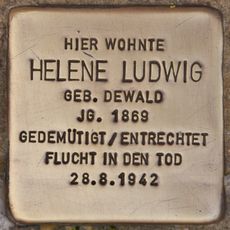 HIER WOHNTE
HELENE LUDWIG
GEB. DEWALD
JG. 1869
GEDEMÜTIGT/ENTRECHTET
FLUCHT IN DEN TOD
28.8.1942